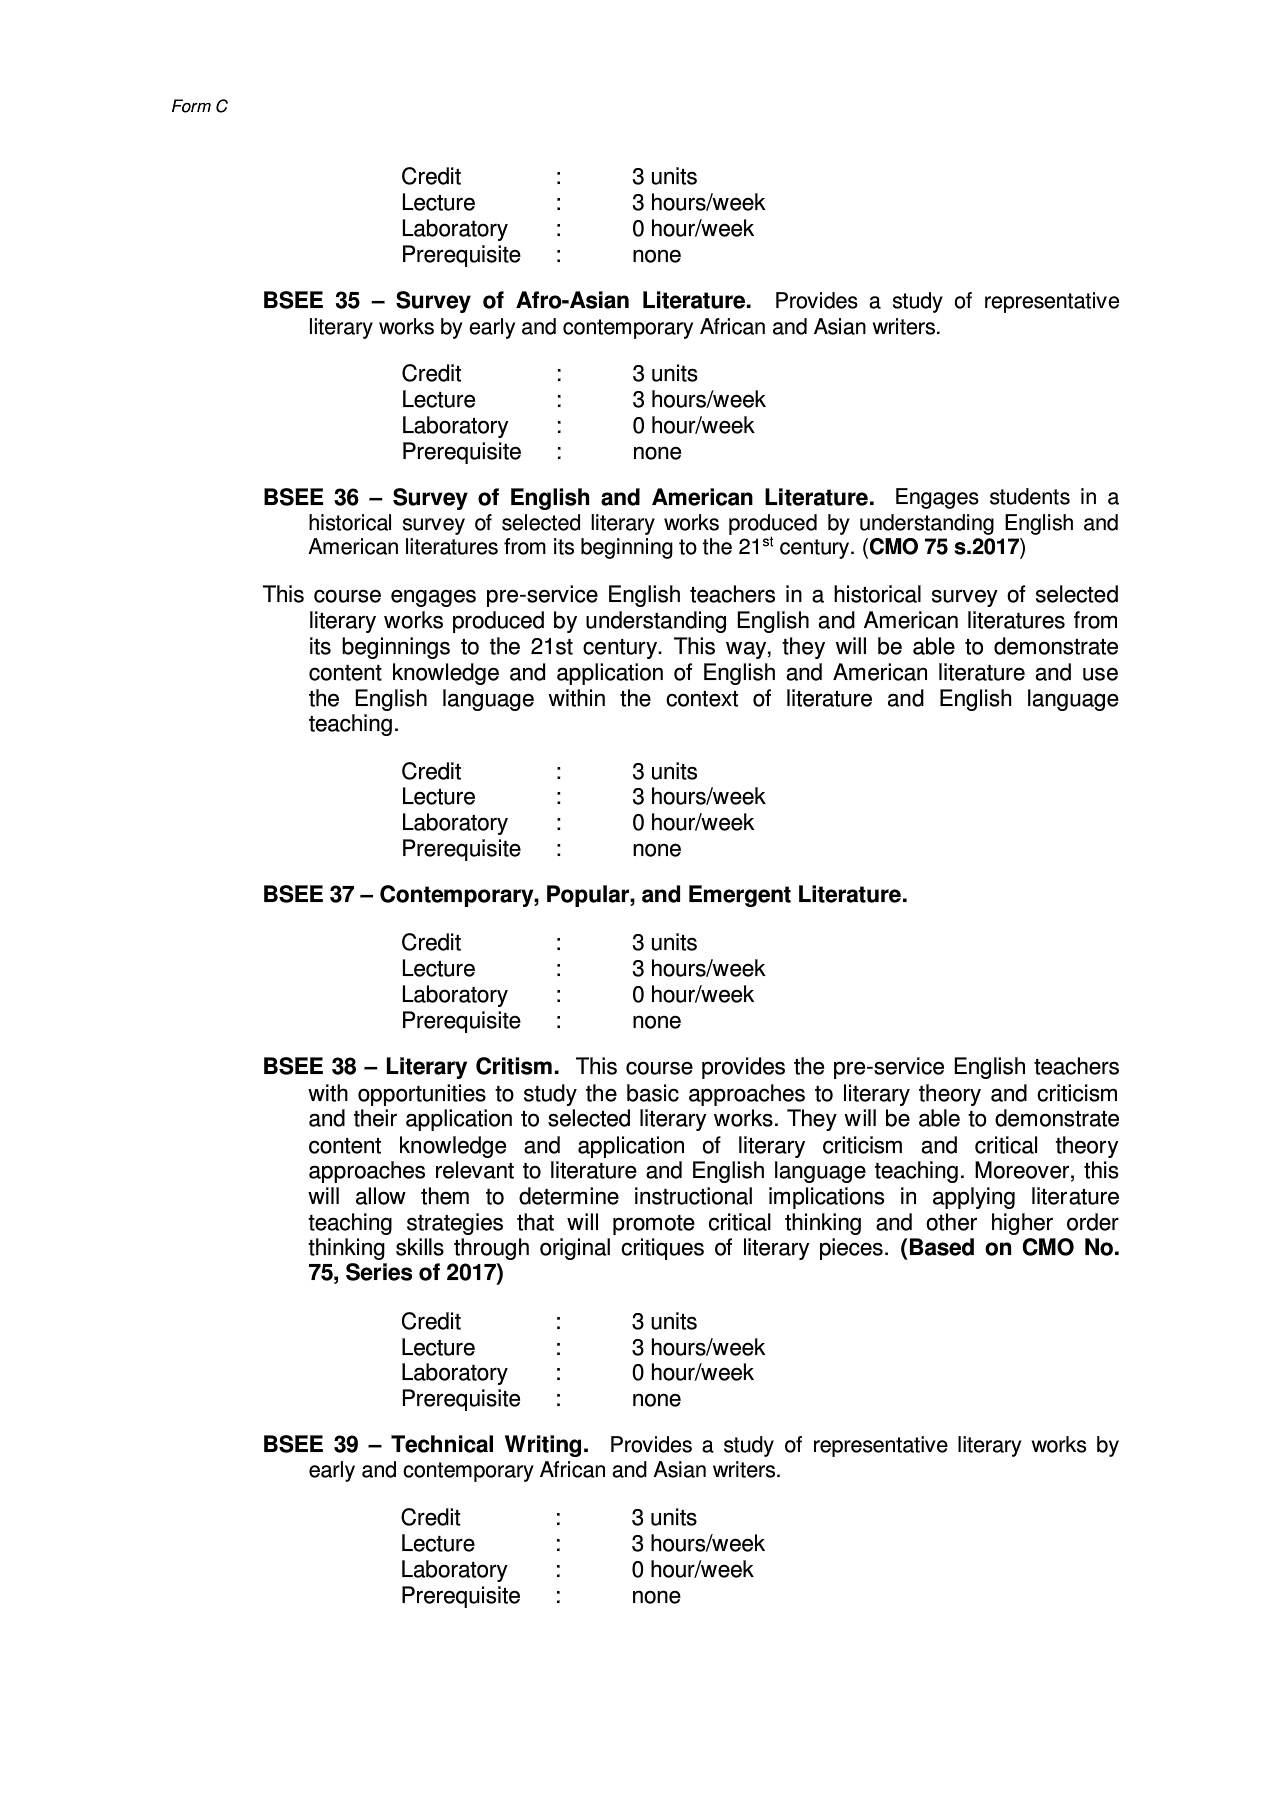 Form C
Credit : 3 units
Lecture : 3 hours/week
Laboratory : 0 hour/week
Prerequisite : none
BSEE 35 – Survey of Afro-Asian Literature. Provides a study of representative
literary works by early and contemporary African and Asian writers.
Credit : 3 units
Lecture : 3 hours/week
Laboratory : 0 hour/week
Prerequisite : none
BSEE 36 – Survey of English and American Literature. Engages students in a
historical survey of selected literary works produced by understanding English and
American literatures from its beginning to the 21st century. (CMO 75 s.2017)
This course engages pre-service English teachers in a historical survey of selected
literary works produced by understanding English and American literatures from
its beginnings to the 21st century. This way, they will be able to demonstrate
content knowledge and application of English and American literature and use
the English language within the context of literature and English language
teaching.
Credit : 3 units
Lecture : 3 hours/week
Laboratory : 0 hour/week
Prerequisite : none
BSEE 37 – Contemporary, Popular, and Emergent Literature.
Credit : 3 units
Lecture : 3 hours/week
Laboratory : 0 hour/week
Prerequisite : none
BSEE 38 – Literary Critism. This course provides the pre-service English teachers
with opportunities to study the basic approaches to literary theory and criticism
and their application to selected literary works. They will be able to demonstrate
content knowledge and application of literary criticism and critical theory
approaches relevant to literature and English language teaching. Moreover, this
will allow them to determine instructional implications in applying literature
teaching strategies that will promote critical thinking and other higher order
thinking skills through original critiques of literary pieces. (Based on CMO No.
75, Series of 2017)
Credit : 3 units
Lecture : 3 hours/week
Laboratory : 0 hour/week
Prerequisite : none
BSEE 39 – Technical Writing. Provides a study of representative literary works by
early and contemporary African and Asian writers.
Credit : 3 units
Lecture : 3 hours/week
Laboratory : 0 hour/week
Prerequisite : none